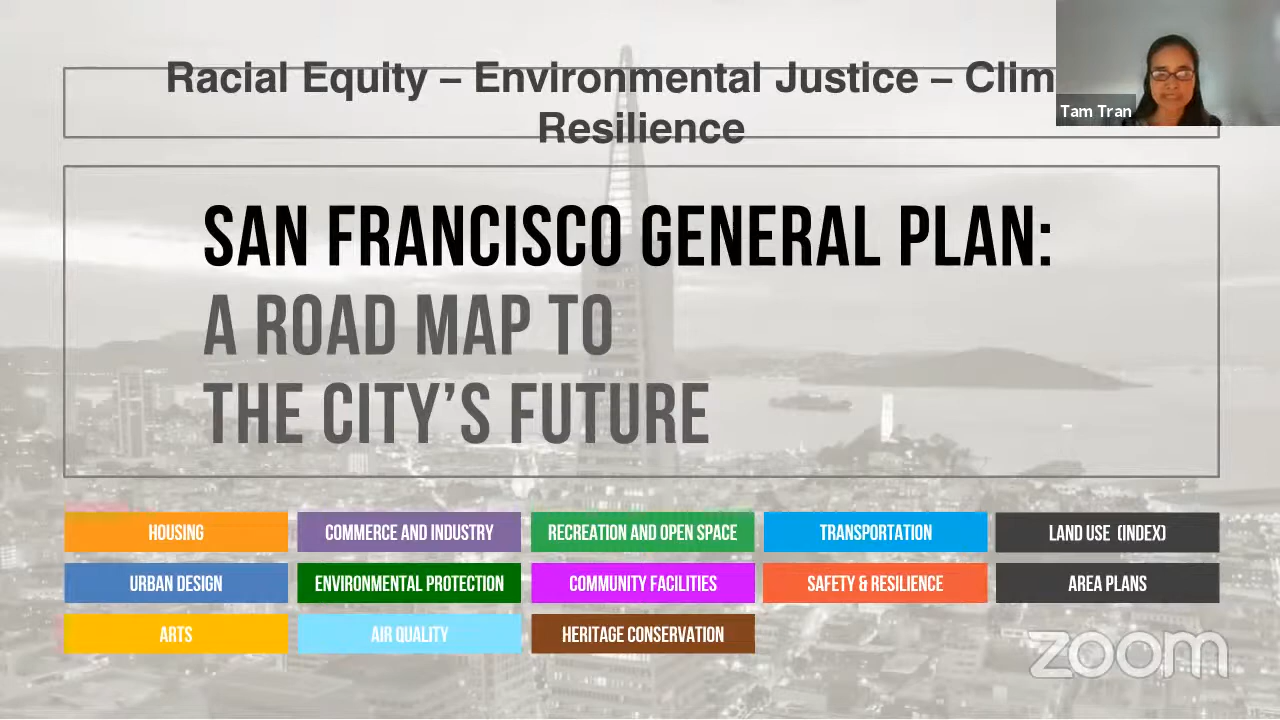 Racial Equity – Environmental Justice – Clim
Resilience
Tam Tran
SAN FRANCISCO GENERAL PLAN:
A ROAD MAP TO
THE CITY’S FUTURE
HOUSING
COMMERCE AND INDUSTRY
RECREATION AND OPEN SPACE
TRANSPORTATION
LAND USE (INDEX)
URBAN DESIGN
ENVIRONMENTAL PROTECTION
COMMUNITY FACILITIES
SAFETY & RESILIENCE
AREA PLANS
ARTS
AIR QUALITY
HERITAGE CONSERVATION
zoom